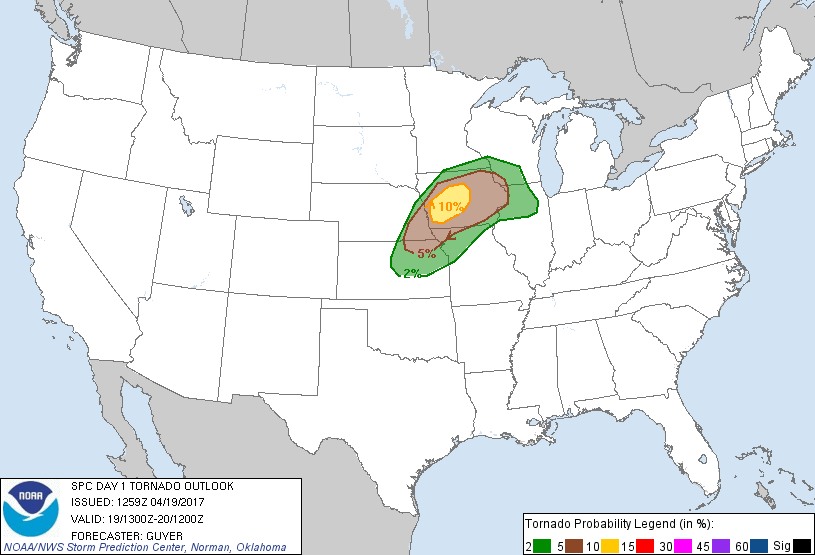 10%
5%
2%
NOAA
SPC DAY 1 TORNADO OUTLOOK
ISSUED: 1259Z 04/19/2017
VALID: 19/1300Z-20/1200Z
FORECASTER: GUYER
NOAA/NWS Storm Prediction Center, Norman, Oklahoma
Tornado Probability Legend (in %):
2 5 10 15 30 45 60 Sig